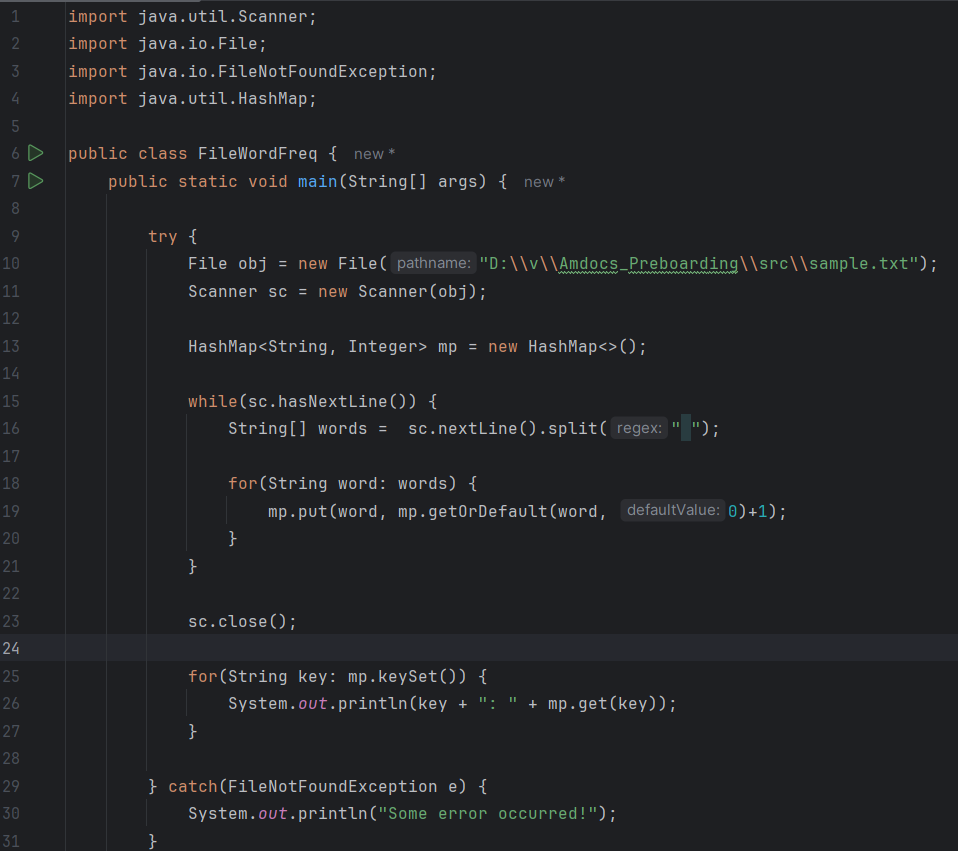 1 import java.util.Scanner;
2 import java.io.File;
3 import java.io.FileNotFoundException;
4 import java.util.HashMap;
5
6 public class FileWordFreq { new *
7 public static void main(String[] args) { new *
8
9 try {
10 File obj = new File( pathname: "D:\\v\\Amdocs_Preboarding\\src\\sample.txt");
11 Scanner sc = new Scanner(obj);
12
13 HashMap<String, Integer> mp = new HashMap<>();
14
15 while(sc.hasNextLine()) {
16 String[] words =  sc.nextLine().split( regex: " ");
17
18 for(String word: words) {
19 mp.put(word, mp.getOrDefault(word, defaultValue: 0)+1);
20 }
21 }
22
23 sc.close();
24
25 for(String key: mp.keySet()) {
26 System.out.println(key + ": " + mp.get(key));
27 }
28
29 } catch(FileNotFoundException e) {
30 System.out.println("Some error occurred!");
31 }